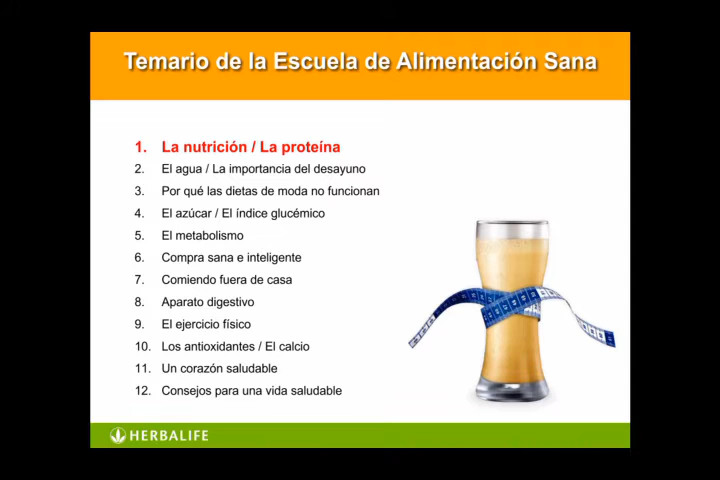 Temario de la Escuela de Alimentación Sana
1. La nutrición / La proteína
2. El agua / La importancia del desayuno
3. Por qué las dietas de moda no funcionan
4. El azúcar / El índice glucémico
5. El metabolismo
6. Compra sana e inteligente
7. Comiendo fuera de casa
8. Aparato digestivo
9. El ejercicio físico
10. Los antioxidantes / El calcio
11. Un corazón saludable
12. Consejos para una vida saludable
HERBALIFE